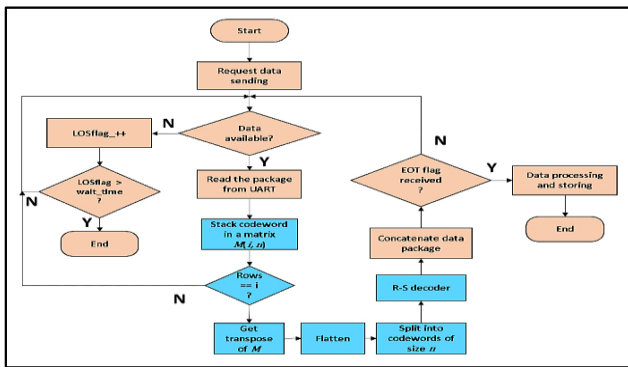 Start
Request data
sending
N
LOSflag_++
Data
available?
Y
Read the package
from UART
LOSflag >
wait_time
?
N
Y
End
Stack codeword
in a matrix
M(i, n)
Rows
== i
?
N
Get
transpose
of M
Flatten
Split into
codewords of
size n
R-S decoder
Concatenate data
package
EOT flag
received
?
N
Y
Data processing
and storing
End